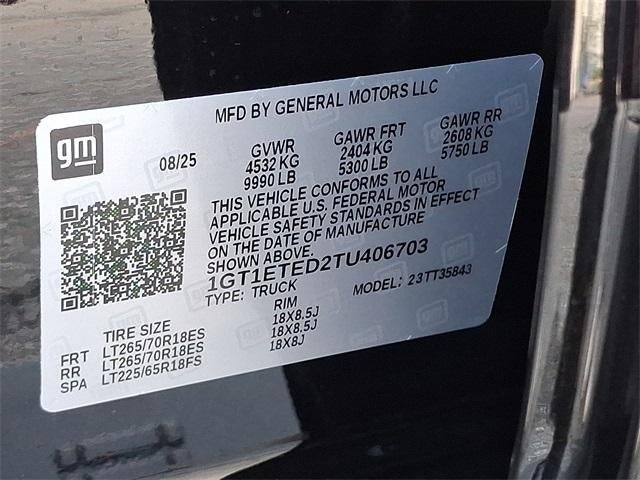 MFD BY GENERAL MOTORS LLC
gm
08/25 GVWR GAWR FRT GAWR RR
4532 KG 2404 KG 2608 KG
9990 LB 5300 LB 5750 LB
THIS VEHICLE CONFORMS TO ALL
APPLICABLE U.S. FEDERAL MOTOR
VEHICLE SAFETY STANDARDS IN EFFECT
ON THE DATE OF MANUFACTURE
SHOWN ABOVE.
1GT1ETED2TU406703
TYPE: TRUCK MODEL: 23TT35843
TIRE SIZE RIM
FRT LT265/70R18ES 18X8.5J
RR LT265/70R18ES 18X8.5J
SPA LT225/65R18FS 18X8J